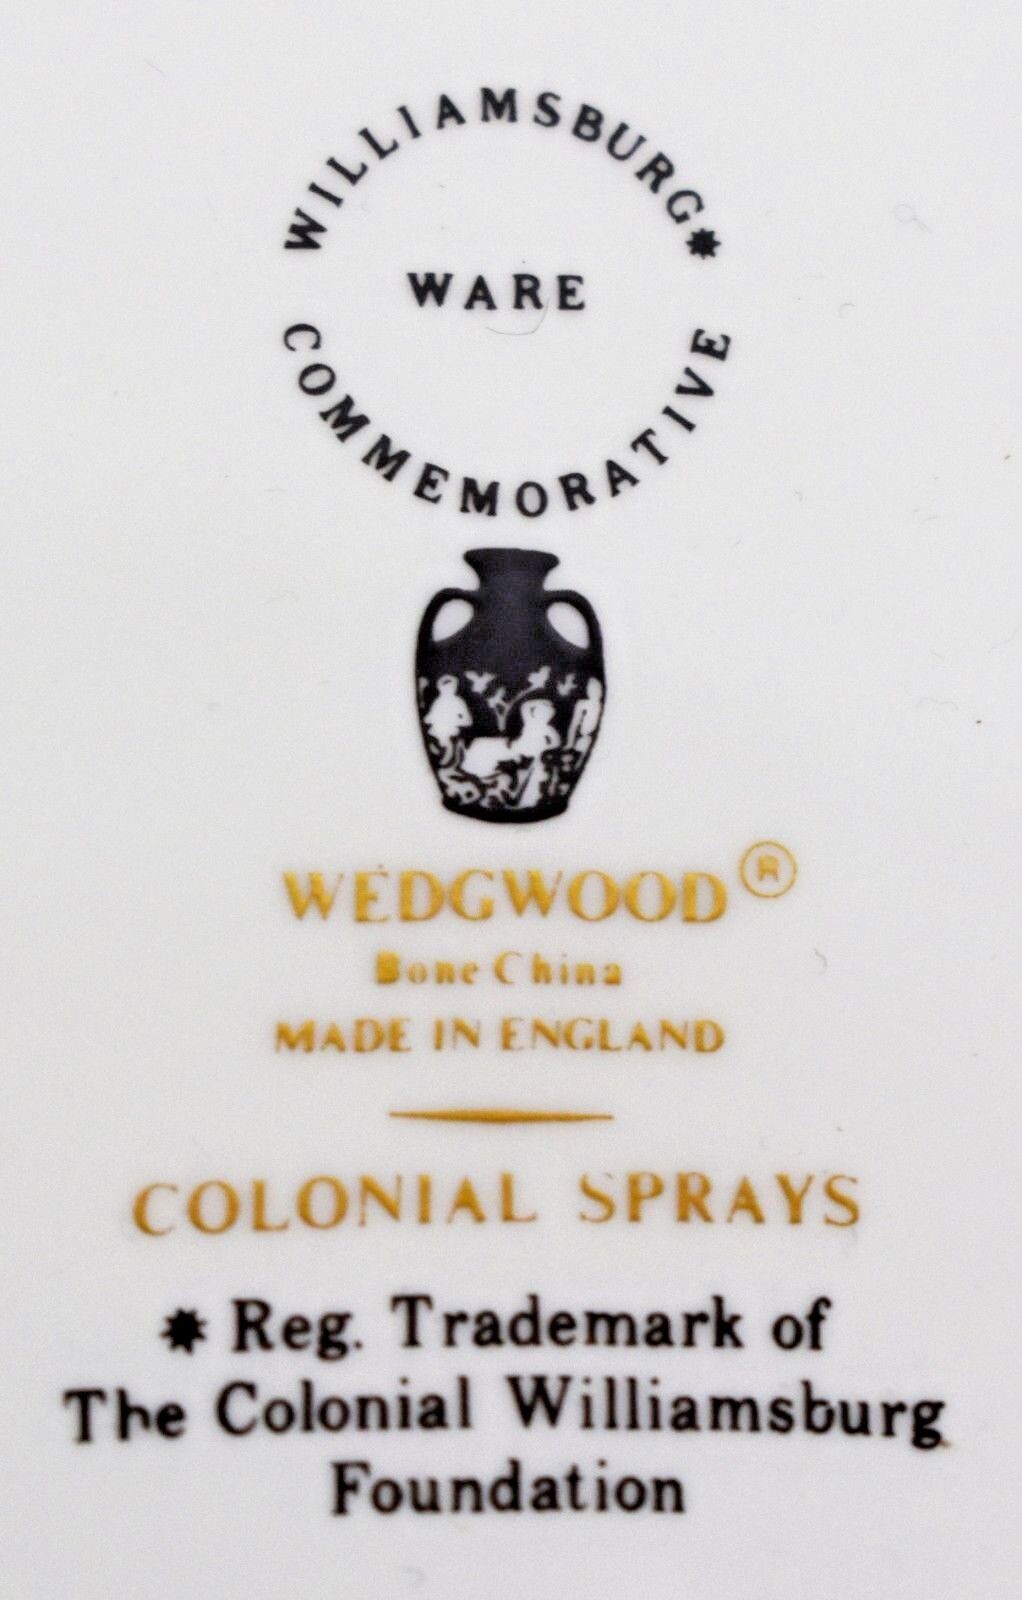 WILLIAMSBURG*
WARE
COMMEMORATIVE
WEDGWOOD®
Bone China
MADE IN ENGLAND
COLONIAL SPRAYS
* Reg. Trademark of
The Colonial Williamsburg
Foundation